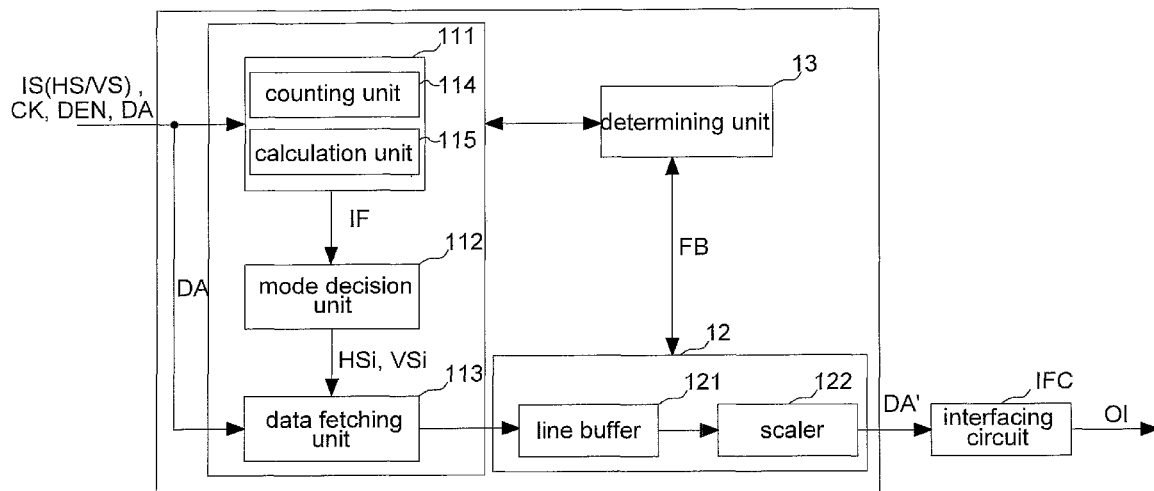 111
IS(HS/VS) ,
CK, DEN, DA
counting unit
114
calculation unit
115
13
determining unit
IF
112
DA
mode decision
unit
FB
HSi, VSi
113
data fetching
unit
12
121
line buffer
122
scaler
DA'
IFC
interfacing
circuit
OI